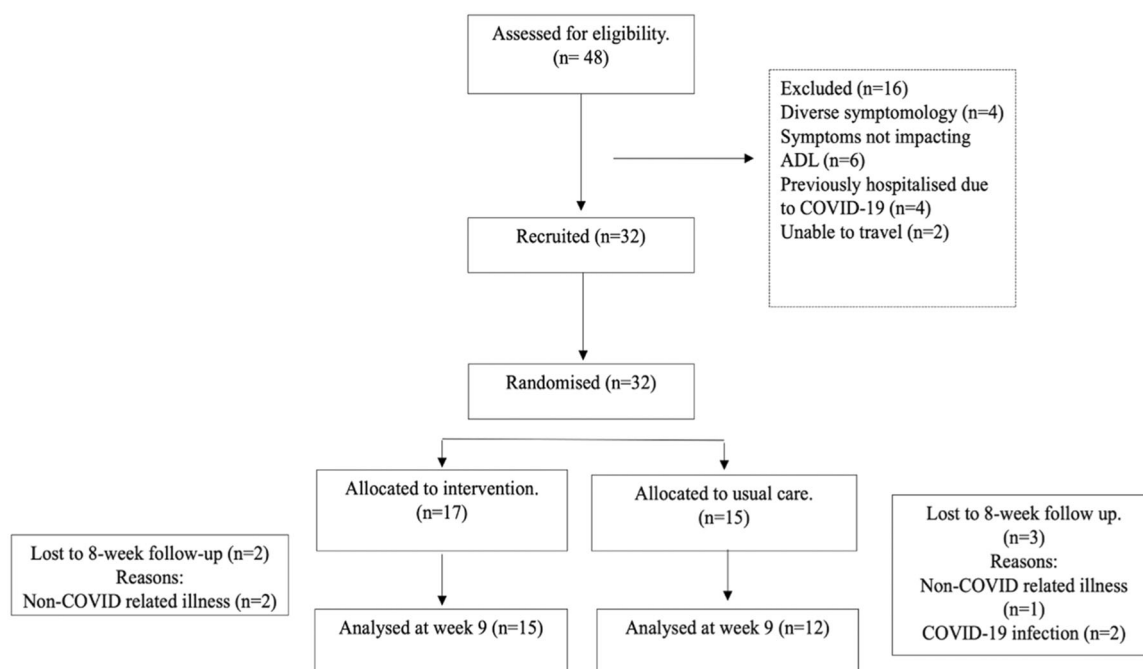 Assessed for eligibility.
(n= 48)
Excluded (n=16)
Diverse symptomology (n=4)
Symptoms not impacting
ADL (n=6)
Previously hospitalised due
to COVID-19 (n=4)
Unable to travel (n=2)
Recruited (n=32)
Randomised (n=32)
Allocated to intervention.
(n=17)
Allocated to usual care.
(n=15)
Lost to 8-week follow-up (n=2)
Reasons:
Non-COVID related illness (n=2)
Lost to 8-week follow up.
(n=3)
Reasons:
Non-COVID related illness
(n=1)
COVID-19 infection (n=2)
Analysed at week 9 (n=15)
Analysed at week 9 (n=12)